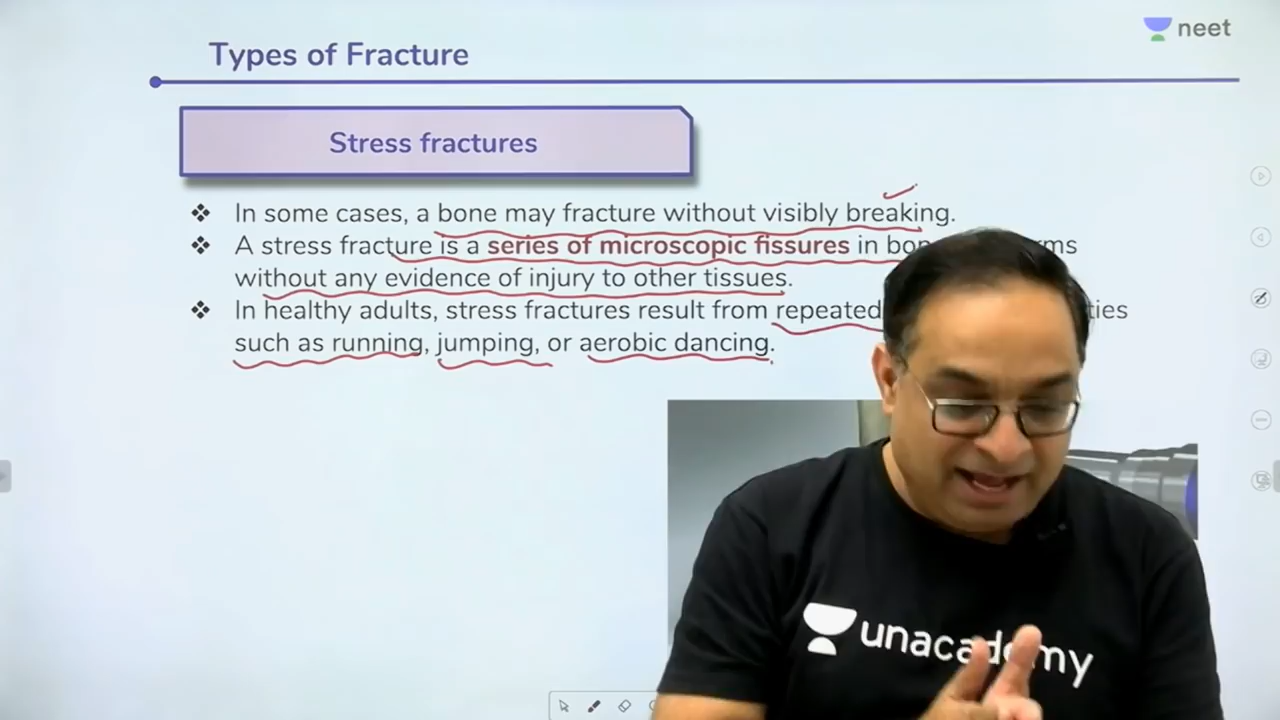 neet
Types of Fracture
Stress fractures
❖ In some cases, a bone may fracture without visibly breaking.
❖ A stress fracture is a series of microscopic fissures in
without any evidence of injury to other tissues.
❖ In healthy adults, stress fractures result from repeated
such as running, jumping, or aerobic dancing.
unacademy